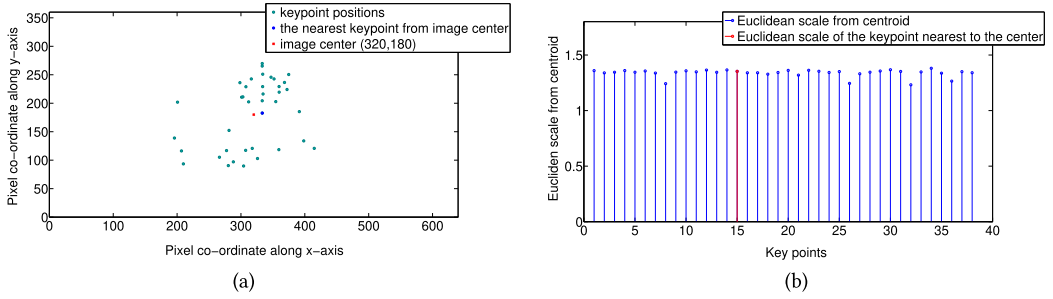 keypoint positions
the nearest keypoint from image center
image center (320,180)
350
300
250
200
150
100
50
0
0 100 200 300 400 500 600
Pixel co-ordinate along y-axis
Pixel co-ordinate along x-axis
(a)
Euclidean scale from centroid
Euclidean scale of the keypoint nearest to the center
1.5
1
0.5
0
0 5 10 15 20 25 30 35 40
Eucliden scale from centroid
Key points
(b)